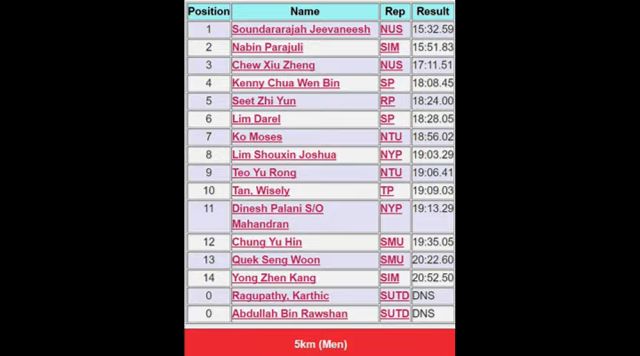 Position Name Rep Result
1 Soundararajah Jeevaneesh NUS 15:32.59
2 Nabin Parajuli SIM 15:51.83
3 Chew Xiu Zheng NUS 17:11.51
4 Kenny Chua Wen Bin SP 18:08.45
5 Seet Zhi Yun RP 18:24.00
6 Lim Darel SP 18:28.05
7 Ko Moses NTU 18:56.02
8 Lim Shouxin Joshua NYP 19:03.29
9 Teo Yu Rong NTU 19:06.41
10 Tan, Wisely TP 19:09.03
11 Dinesh Palani S/O NYP 19:13.29
Mahandran
12 Chung Yu Hin SMU 19:35.05
13 Quek Seng Woon SMU 20:22.60
14 Yong Zhen Kang SIM 20:52.50
0 Ragupathy, Karthic SUTD DNS
0 Abdullah Bin Rawshan SUTD DNS
5km (Men)